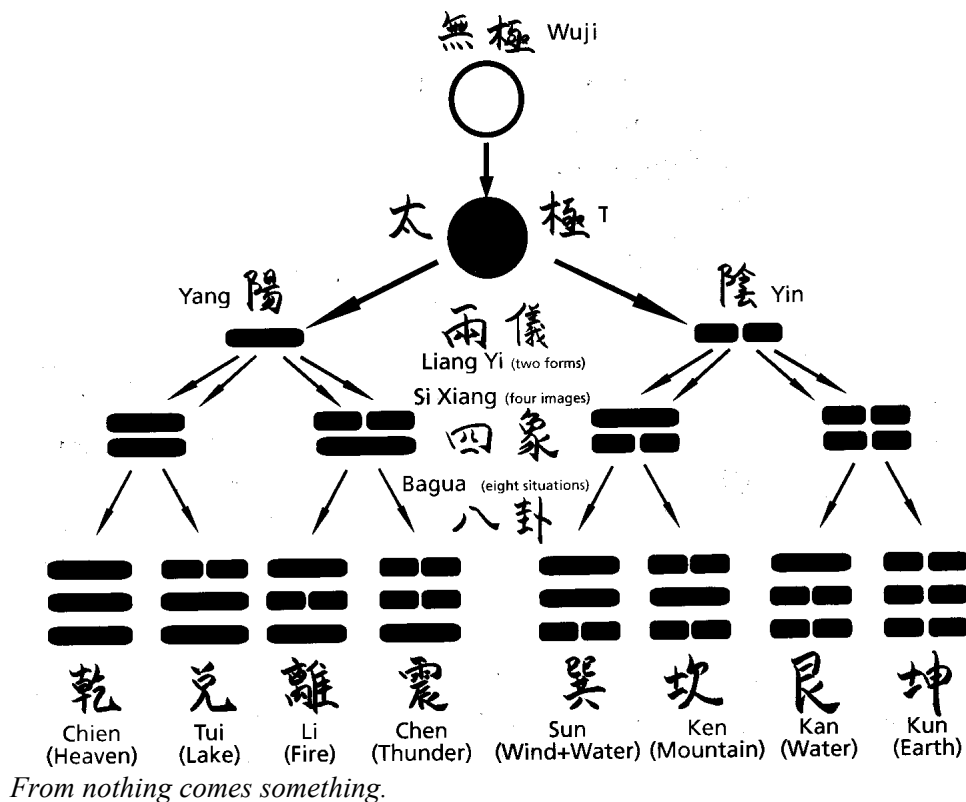 無極 Wuji
太 極 T
Yang 陽
陰 Yin
兩儀
Liang Yi (two forms)
Si Xiang (four images)
四象
Bagua (eight situations)
八卦
乾 兌 離 震 巽 坎 艮 坤
Chien Tui Li Chen Sun Ken Kan Kun
(Heaven) (Lake) (Fire) (Thunder) (Wind+Water) (Mountain) (Water) (Earth)
From nothing comes something.